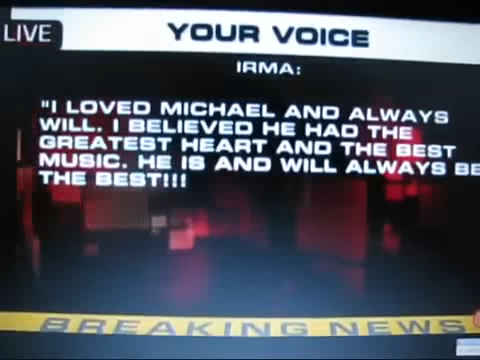 LIVE
YOUR VOICE
IRMA:
"I LOVED MICHAEL AND ALWAYS
WILL. I BELIEVED HE HAD THE
GREATEST HEART AND THE BEST
MUSIC. HE IS AND WILL ALWAYS BE
THE BEST!!!
BREAKING NEWS